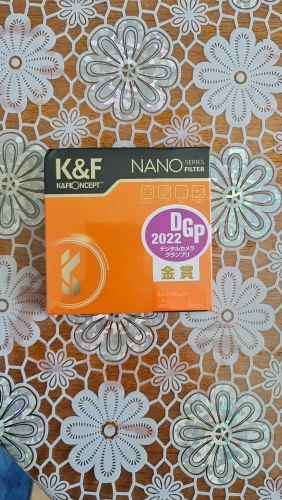 K&F
K&F CONCEPT®
NANO SERIES
FILTER
DGP
2022
デジタルカメラ
グランプリ
金賞